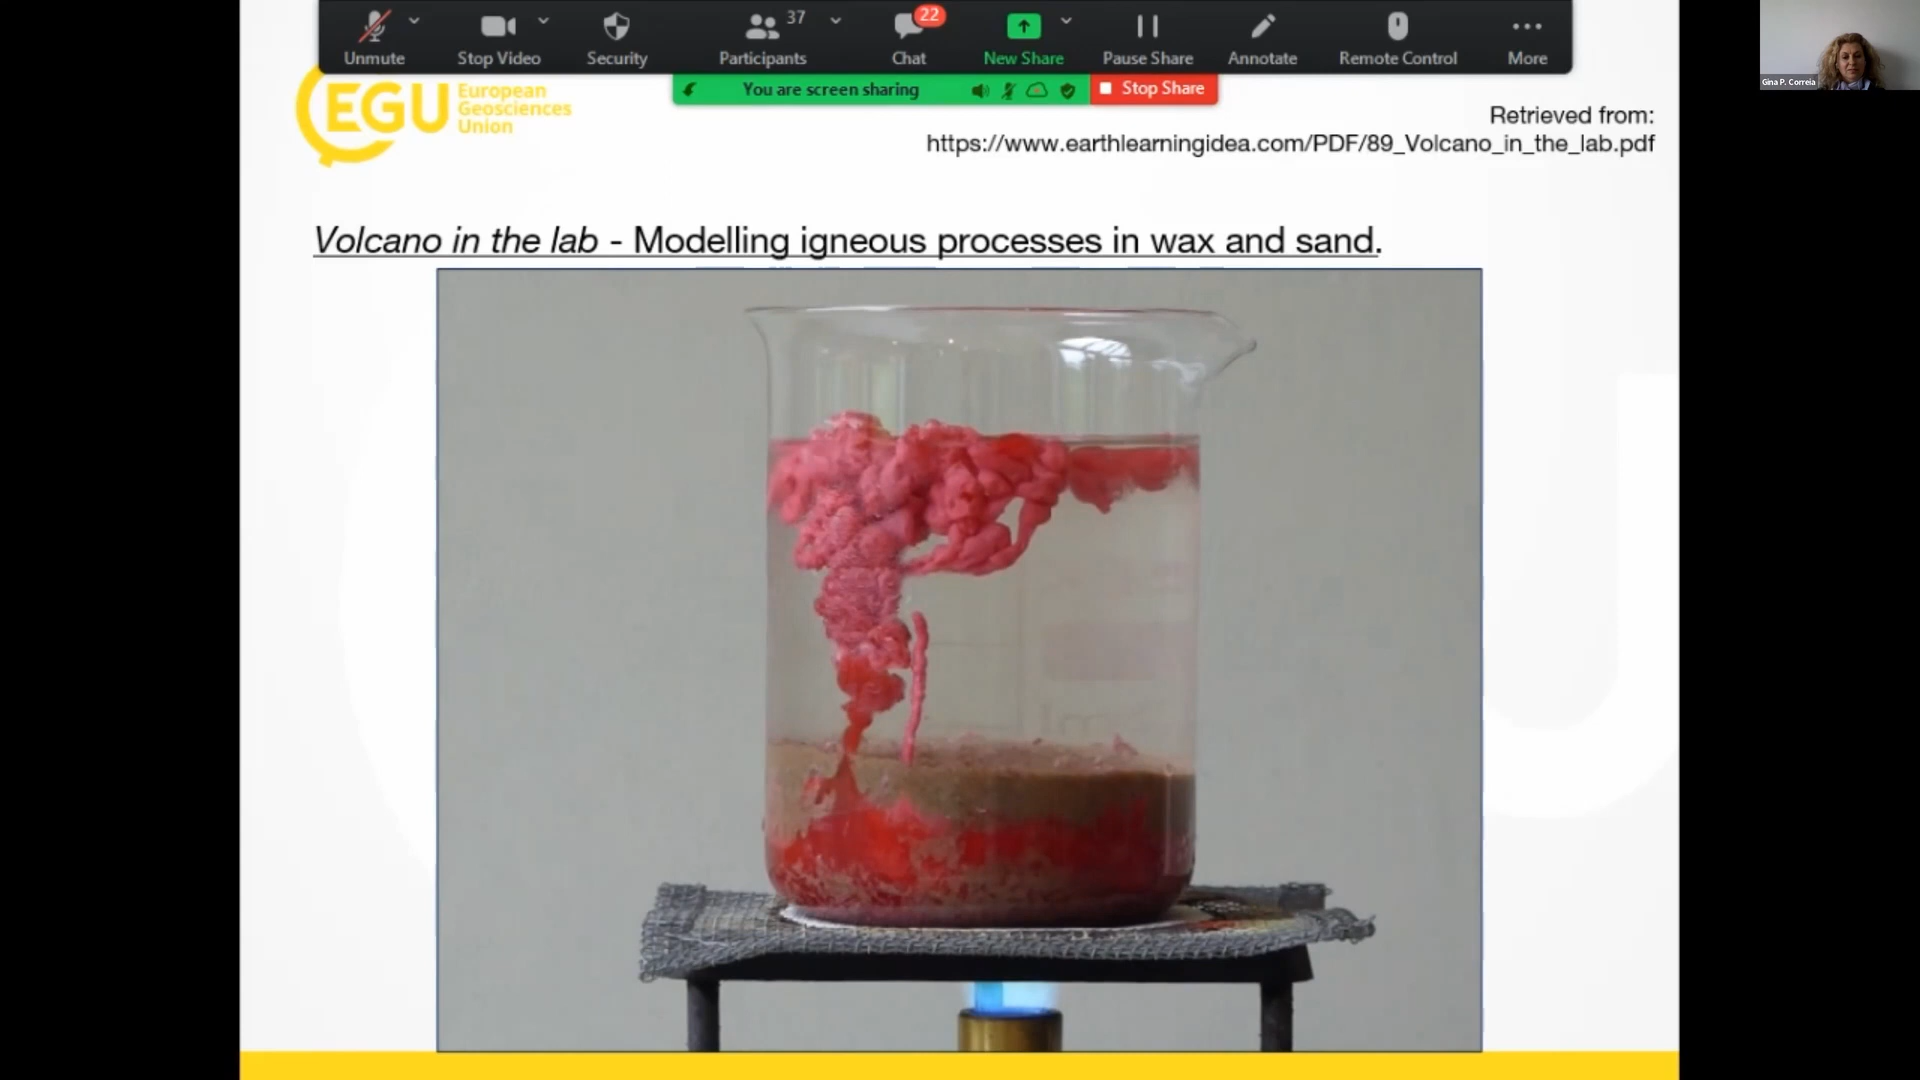 Unmute
Stop Video
Security
37
Participants
22
Chat
New Share
Pause Share
Annotate
Remote Control
More
You are screen sharing
Stop Share
Gina P. Correia
EGU
European
Geosciences
Union
Retrieved from:
https://www.earthlearningidea.com/PDF/89_Volcano_in_the_lab.pdf
Volcano in the lab - Modelling igneous processes in wax and sand.